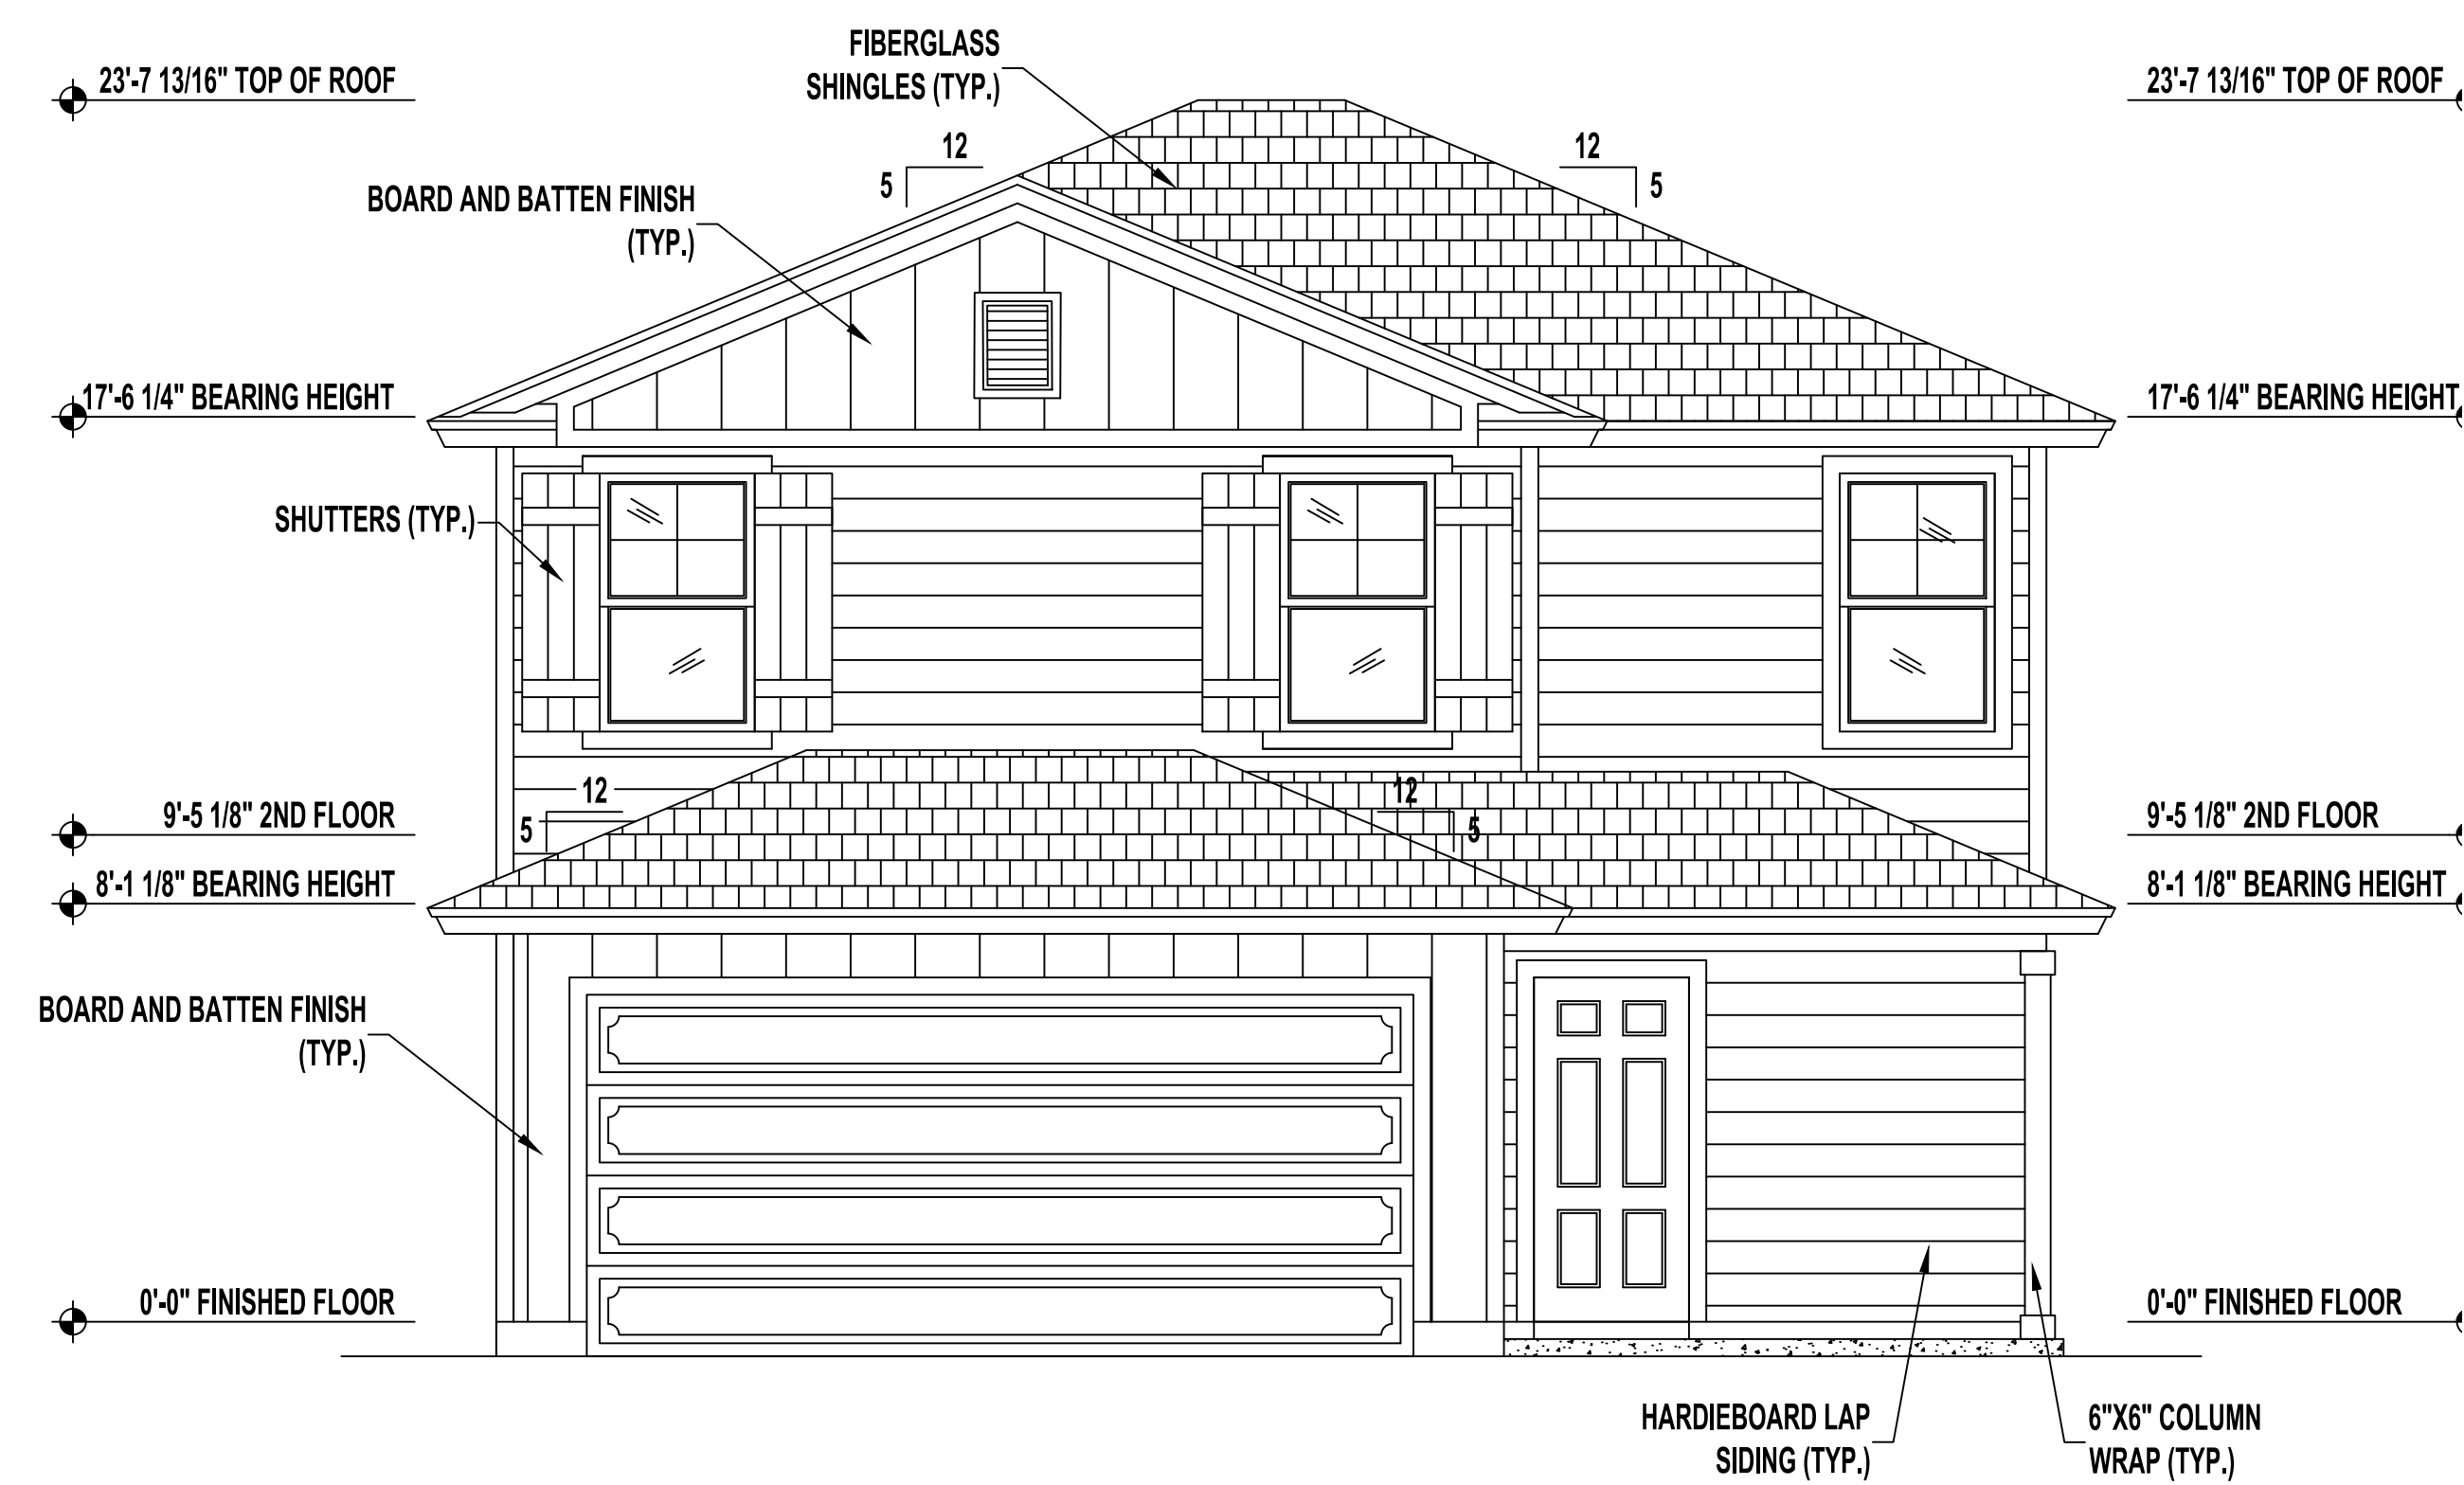 FIBERGLASS
SHINGLES (TYP.)
23'-7 13/16" TOP OF ROOF
23'-7 13/16" TOP OF ROOF
12
5
12
5
BOARD AND BATTEN FINISH
(TYP.)
17'-6 1/4" BEARING HEIGHT
17'-6 1/4" BEARING HEIGHT
SHUTTERS (TYP.)
12
5
12
5
9'-5 1/8" 2ND FLOOR
9'-5 1/8" 2ND FLOOR
8'-1 1/8" BEARING HEIGHT
8'-1 1/8" BEARING HEIGHT
BOARD AND BATTEN FINISH
(TYP.)
0'-0" FINISHED FLOOR
0'-0" FINISHED FLOOR
HARDIEBOARD LAP
SIDING (TYP.)
6"X6" COLUMN
WRAP (TYP.)